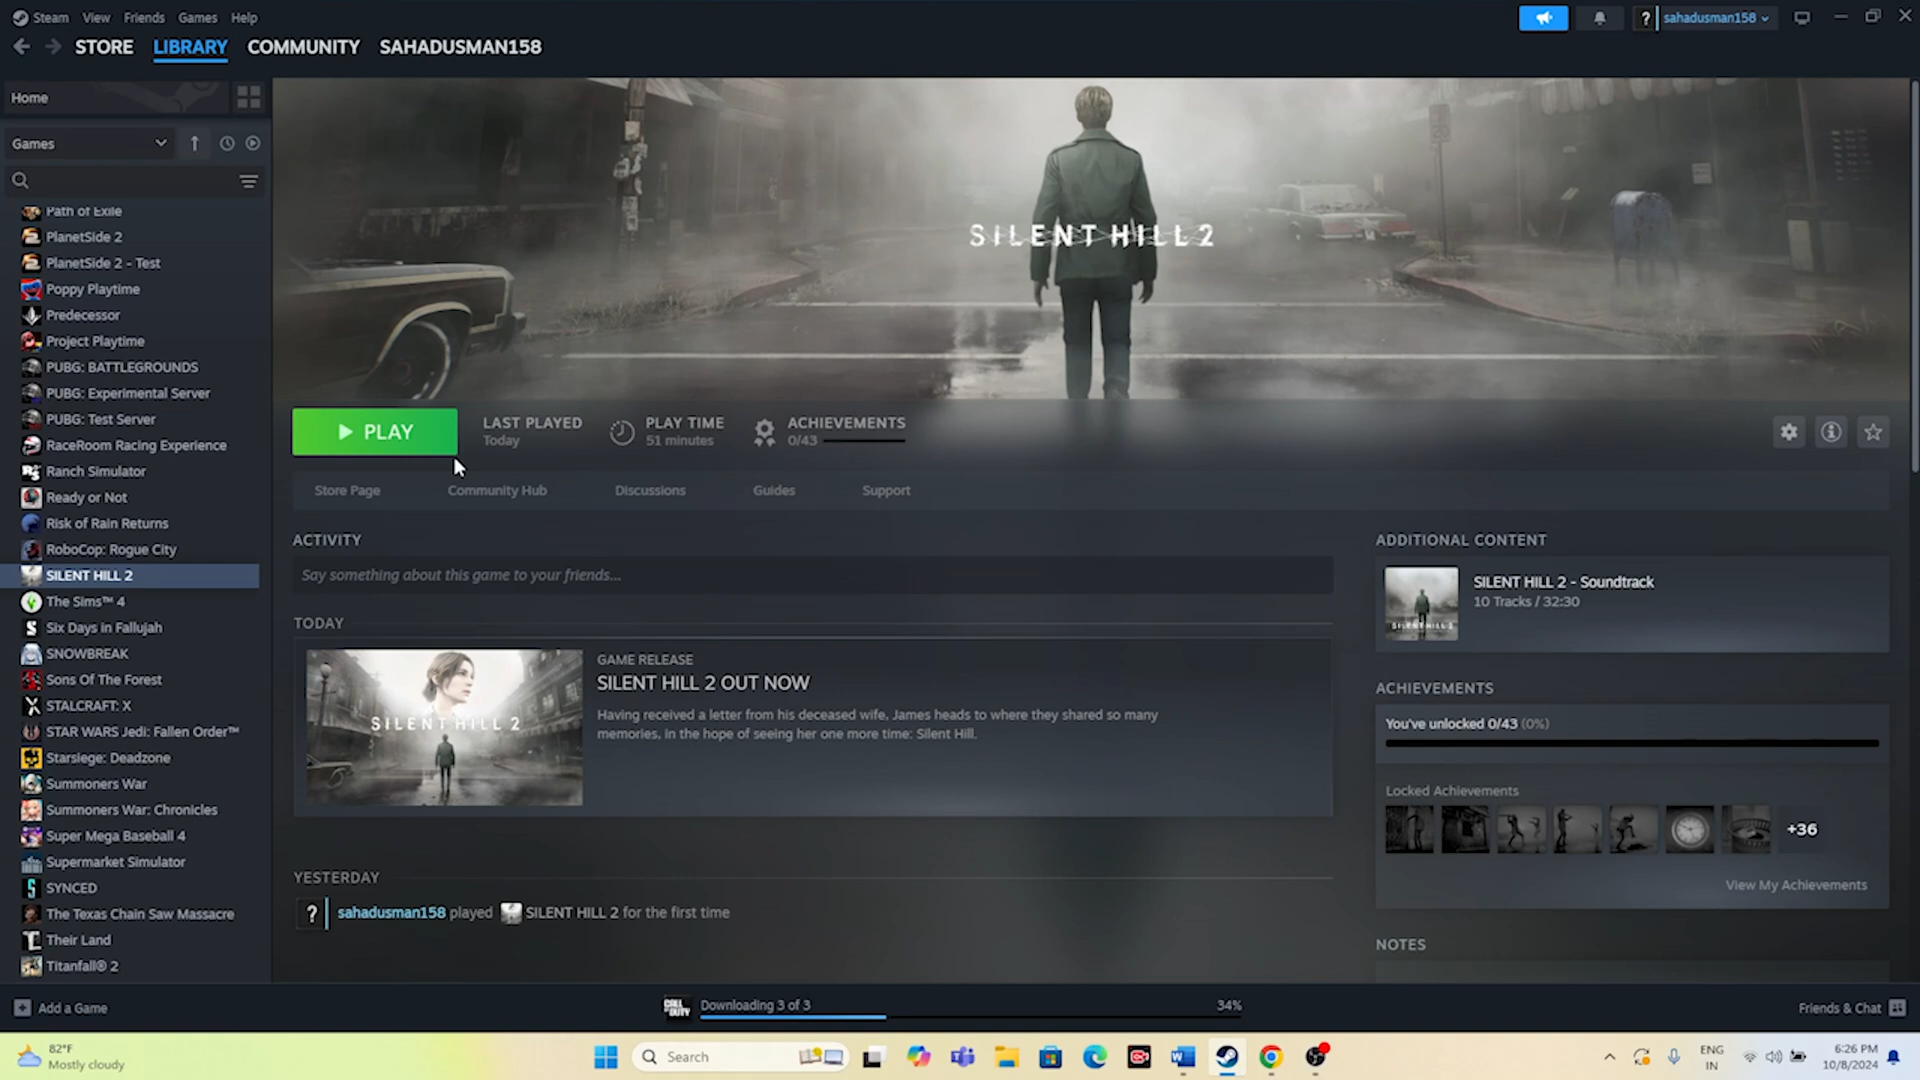 Steam View Friends Games Help
sahadusman158
STORE LIBRARY COMMUNITY SAHADUSMAN158
Home
Games
Path of Exile
PlanetSide 2
PlanetSide 2 - Test
Poppy Playtime
Predecessor
Project Playtime
PUBG: BATTLEGROUNDS
PUBG: Experimental Server
PUBG: Test Server
RaceRoom Racing Experience
Ranch Simulator
Ready or Not
Risk of Rain Returns
RoboCop: Rogue City
SILENT HILL 2
The Sims™ 4
Six Days in Fallujah
SNOWBREAK
Sons Of The Forest
STALCRAFT: X
STAR WARS Jedi: Fallen Order™
Starsiege: Deadzone
Summoners War
Summoners War: Chronicles
Super Mega Baseball 4
Supermarket Simulator
SYNCED
The Texas Chain Saw Massacre
Their Land
Titanfall® 2
Add a Game
SILENT HILL 2
PLAY
LAST PLAYED
Today
PLAY TIME
51 minutes
ACHIEVEMENTS
0/43
Store Page Community Hub Discussions Guides Support
ACTIVITY
Say something about this game to your friends...
TODAY
SILENT HILL 2
GAME RELEASE
SILENT HILL 2 OUT NOW
Having received a letter from his deceased wife, James heads to where they shared so many
memories, in the hope of seeing her one more time: Silent Hill.
YESTERDAY
? sahadusman158 played SILENT HILL 2 for the first time
ADDITIONAL CONTENT
SILENT HILL 2
SILENT HILL 2 - Soundtrack
10 Tracks / 32:30
ACHIEVEMENTS
You've unlocked 0/43 (0%)
Locked Achievements
+36
View My Achievements
NOTES
CALL OF DUTY
Downloading 3 of 3
34%
Friends & Chat
82°F
Mostly cloudy
Search
ENG
IN
6:26 PM
10/8/2024